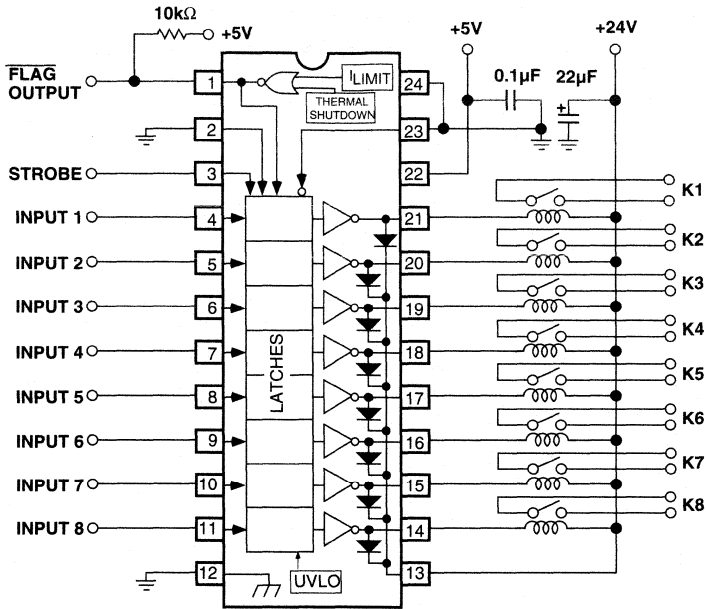 10kΩ
+5V
+5V
+24V
FLAG
OUTPUT
1
ILIMIT
THERMAL
SHUTDOWN
24
0.1µF
22µF
+
2
23
STROBE
3
22
INPUT 1
4
21
K1
INPUT 2
5
20
K2
INPUT 3
6
19
K3
INPUT 4
7
18
K4
LATCHES
INPUT 5
8
17
K5
INPUT 6
9
16
K6
INPUT 7
10
15
K7
INPUT 8
11
14
K8
12
UVLO
13